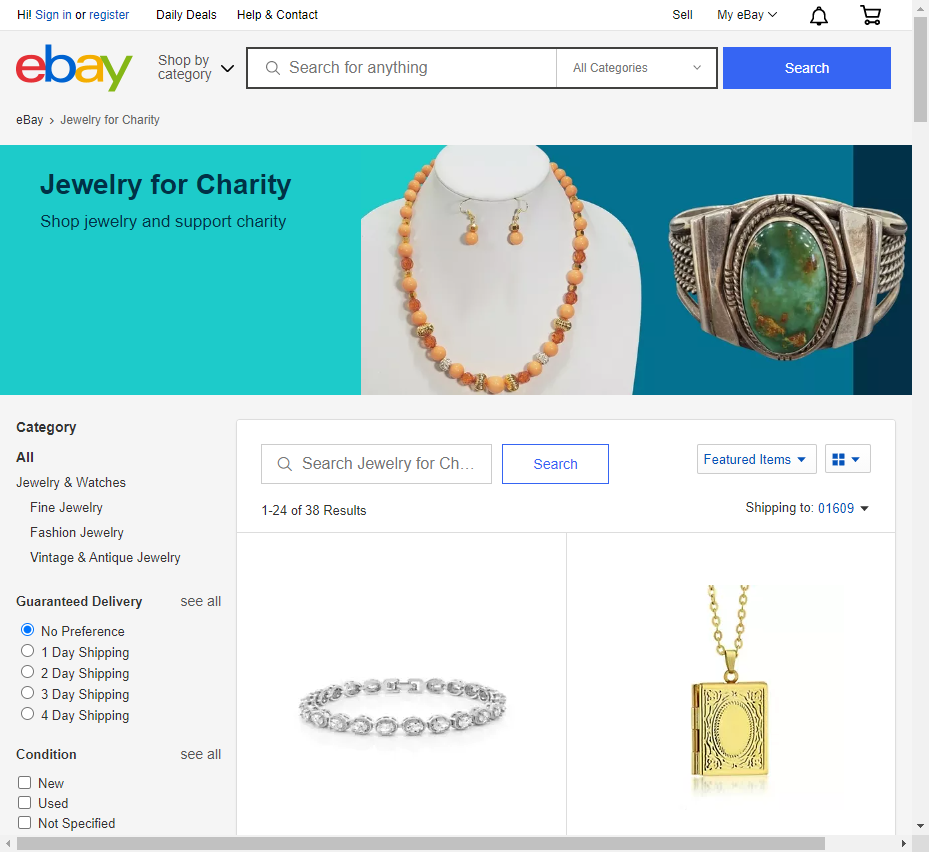 Hi! Sign in or register Daily Deals Help & Contact Sell My eBay
ebay
Shop by
category
Search for anything
All Categories
Search
eBay > Jewelry for Charity
Jewelry for Charity
Shop jewelry and support charity
Category
All
Jewelry & Watches
Fine Jewelry
Fashion Jewelry
Vintage & Antique Jewelry
Guaranteed Delivery see all
No Preference
1 Day Shipping
2 Day Shipping
3 Day Shipping
4 Day Shipping
Condition see all
New
Used
Not Specified
Search Jewelry for Ch...
Search
Featured Items
1-24 of 38 Results
Shipping to: 01609